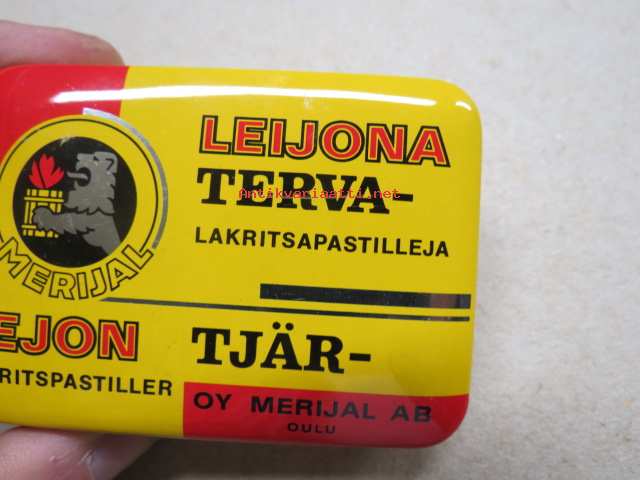 LEIJONA
TERVA-
Antikvariaatti.net
LAKRITSAPASTILLEJA
MERIJAL
EJON TJÄR-
RITSPASTILLER
OY MERIJAL AB
OULU